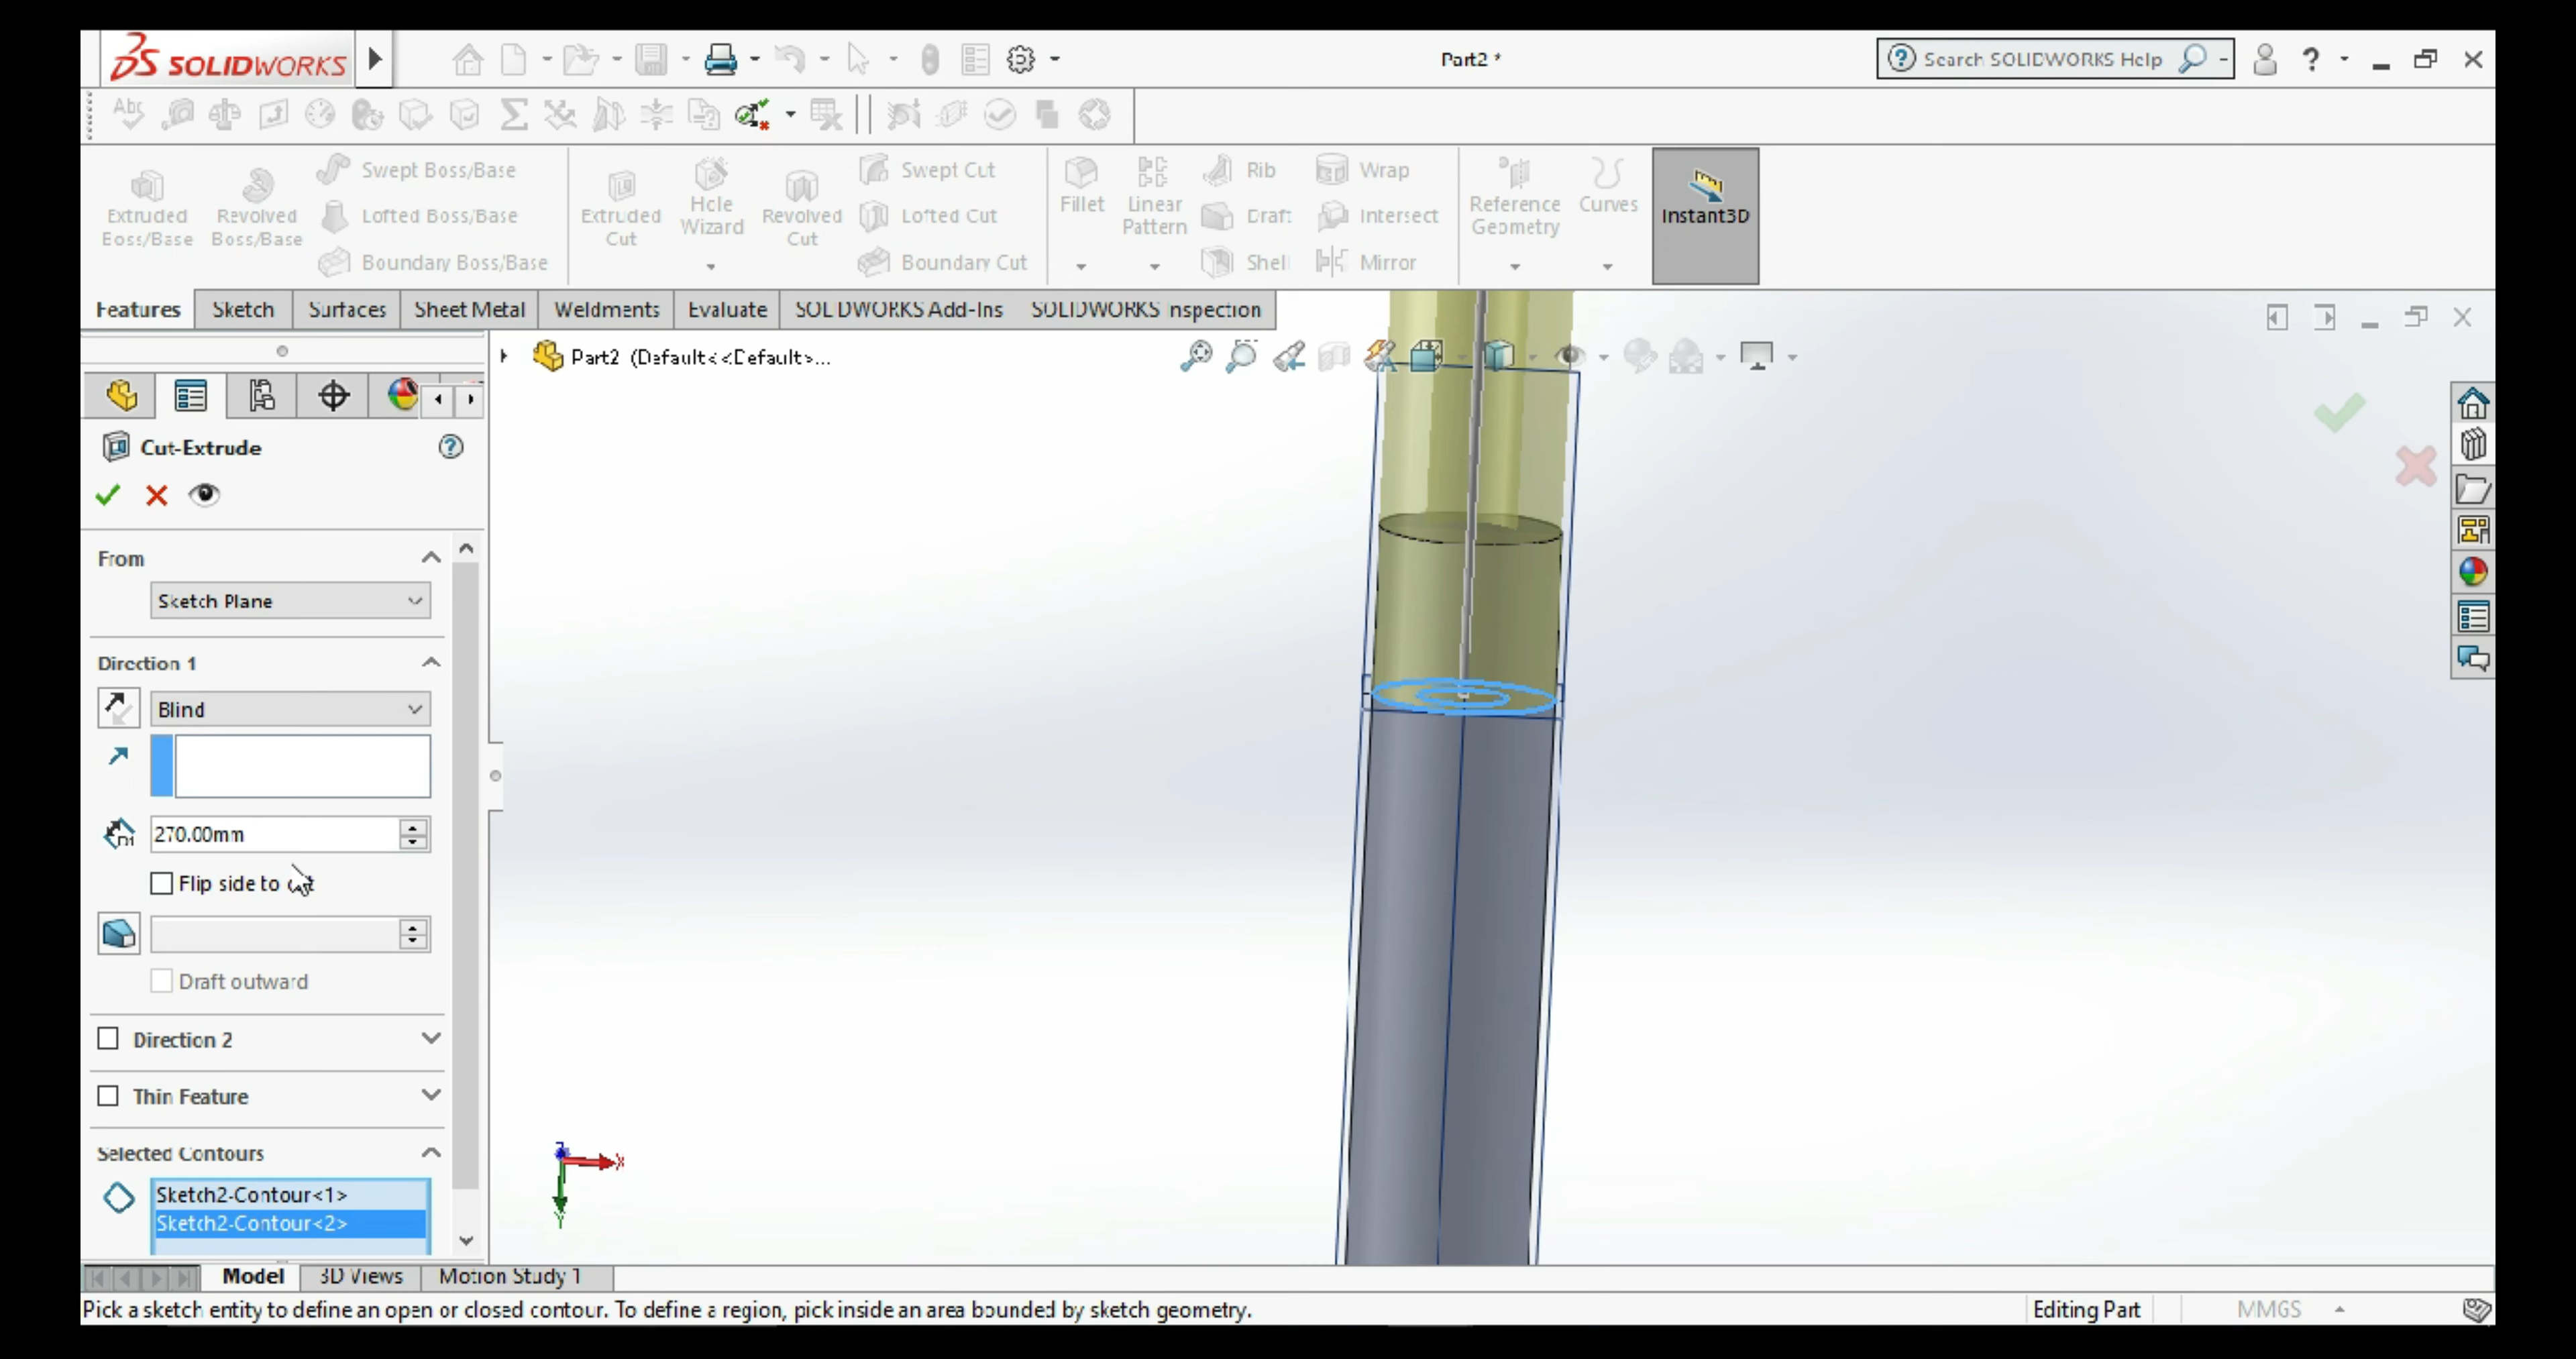 SOLIDWORKS
Part2 *
Search SOLIDWORKS Help
Abc
Extruded Boss/Base
Revolved Boss/Base
Swept Boss/Base
Lofted Boss/Base
Boundary Boss/Base
Extruded Cut
Hole Wizard
Revolved Cut
Swept Cut
Lofted Cut
Boundary Cut
Fillet
Linear Pattern
Rib
Draft
Shell
Wrap
Intersect
Mirror
Reference Geometry
Curves
Instant3D
Features
Sketch
Surfaces
Sheet Metal
Weldments
Evaluate
SOLIDWORKS Add-Ins
SOLIDWORKS Inspection
Part2 (Default<<Default>...
Cut-Extrude
From
Sketch Plane
Direction 1
Blind
D1
270.00mm
Flip side to cut
Draft outward
Direction 2
Thin Feature
Selected Contours
Sketch2-Contour<1>
Sketch2-Contour<2>
Z
X
Y
Model
3D Views
Motion Study 1
Pick a sketch entity to define an open or closed contour. To define a region, pick inside an area bounded by sketch geometry.
Editing Part
MMGS